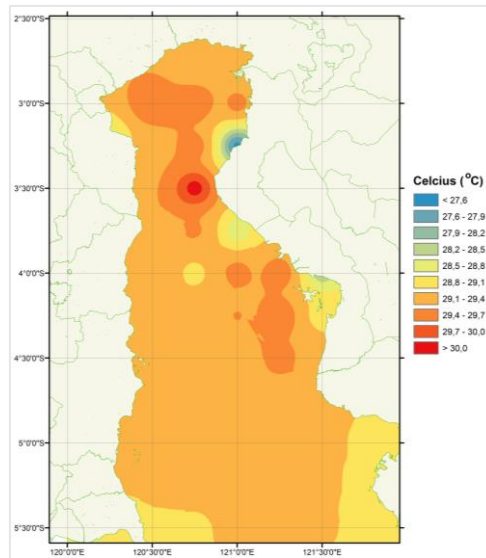 2°30'0"S
3°0'0"S
3°30'0"S
4°0'0"S
4°30'0"S
5°0'0"S
5°30'0"S
120°0'0"E 120°30'0"E 121°0'0"E 121°30'0"E
Celcius (°C)
< 27,6
27,6 - 27,9
27,9 - 28,2
28,2 - 28,5
28,5 - 28,8
28,8 - 29,1
29,1 - 29,4
29,4 - 29,7
29,7 - 30,0
> 30,0